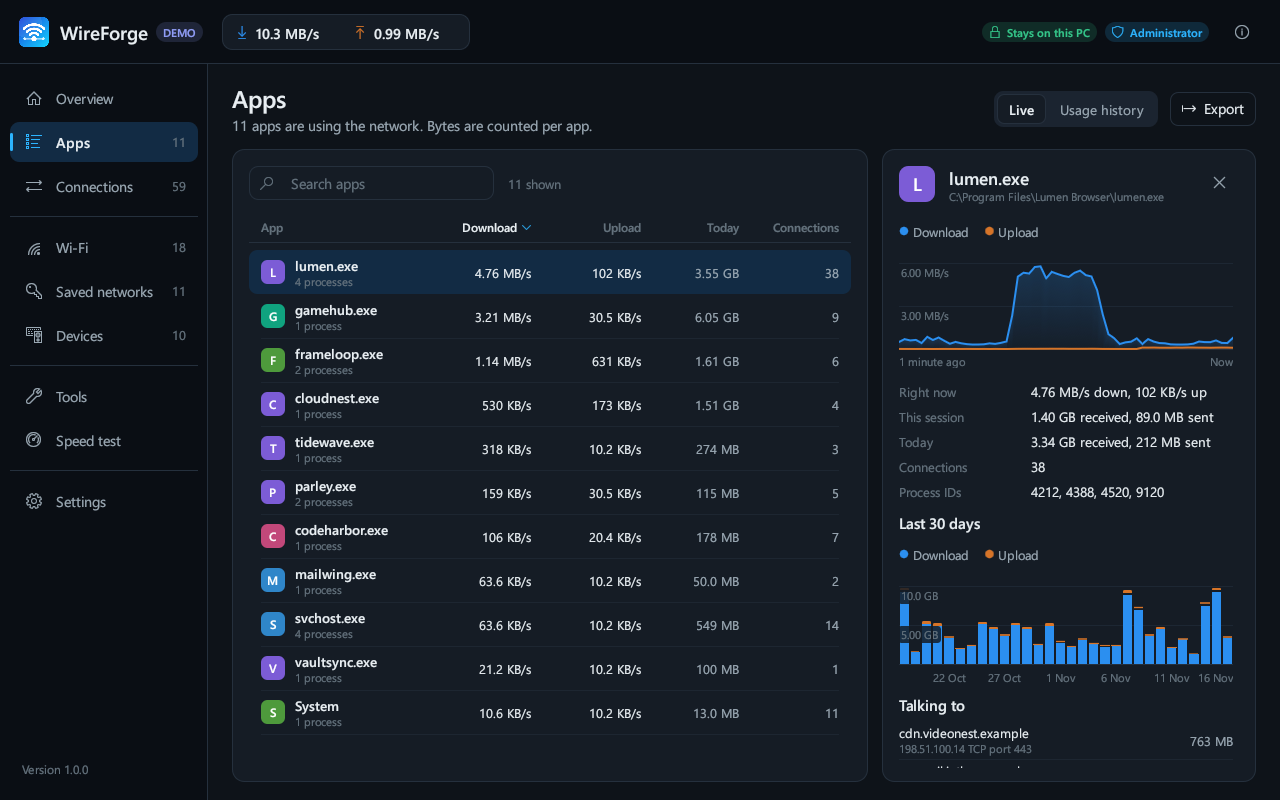 WireForge DEMO
10.3 MB/s 0.99 MB/s
Stays on this PC
Administrator
Overview
Apps 11
Connections 59
Wi-Fi 18
Saved networks 11
Devices 10
Tools
Speed test
Settings
Version 1.0.0
Apps
11 apps are using the network. Bytes are counted per app.
Live
Usage history
Export
Search apps
11 shown
App Download Upload Today Connections
L lumen.exe 4.76 MB/s 102 KB/s 3.55 GB 38
4 processes
G gamehub.exe 3.21 MB/s 30.5 KB/s 6.05 GB 9
1 process
F frameloop.exe 1.14 MB/s 631 KB/s 1.61 GB 6
2 processes
C cloudnest.exe 530 KB/s 173 KB/s 1.51 GB 4
1 process
T tidewave.exe 318 KB/s 10.2 KB/s 274 MB 3
1 process
P parley.exe 159 KB/s 30.5 KB/s 115 MB 5
2 processes
C codeharbor.exe 106 KB/s 20.4 KB/s 178 MB 7
1 process
M mailwing.exe 63.6 KB/s 10.2 KB/s 50.0 MB 2
1 process
S svchost.exe 63.6 KB/s 10.2 KB/s 549 MB 14
4 processes
V vaultsync.exe 21.2 KB/s 10.2 KB/s 100 MB 1
1 process
S System 10.6 KB/s 10.2 KB/s 13.0 MB 11
1 process
L lumen.exe
C:\Program Files\Lumen Browser\lumen.exe
Download Upload
6.00 MB/s
3.00 MB/s
1 minute ago Now
Right now 4.76 MB/s down, 102 KB/s up
This session 1.40 GB received, 89.0 MB sent
Today 3.34 GB received, 212 MB sent
Connections 38
Process IDs 4212, 4388, 4520, 9120
Last 30 days
Download Upload
10.0 GB
5.00 GB
22 Oct 27 Oct 1 Nov 6 Nov 11 Nov 16 Nov
Talking to
cdn.videonest.example 763 MB
198.51.100.14 TCP port 443